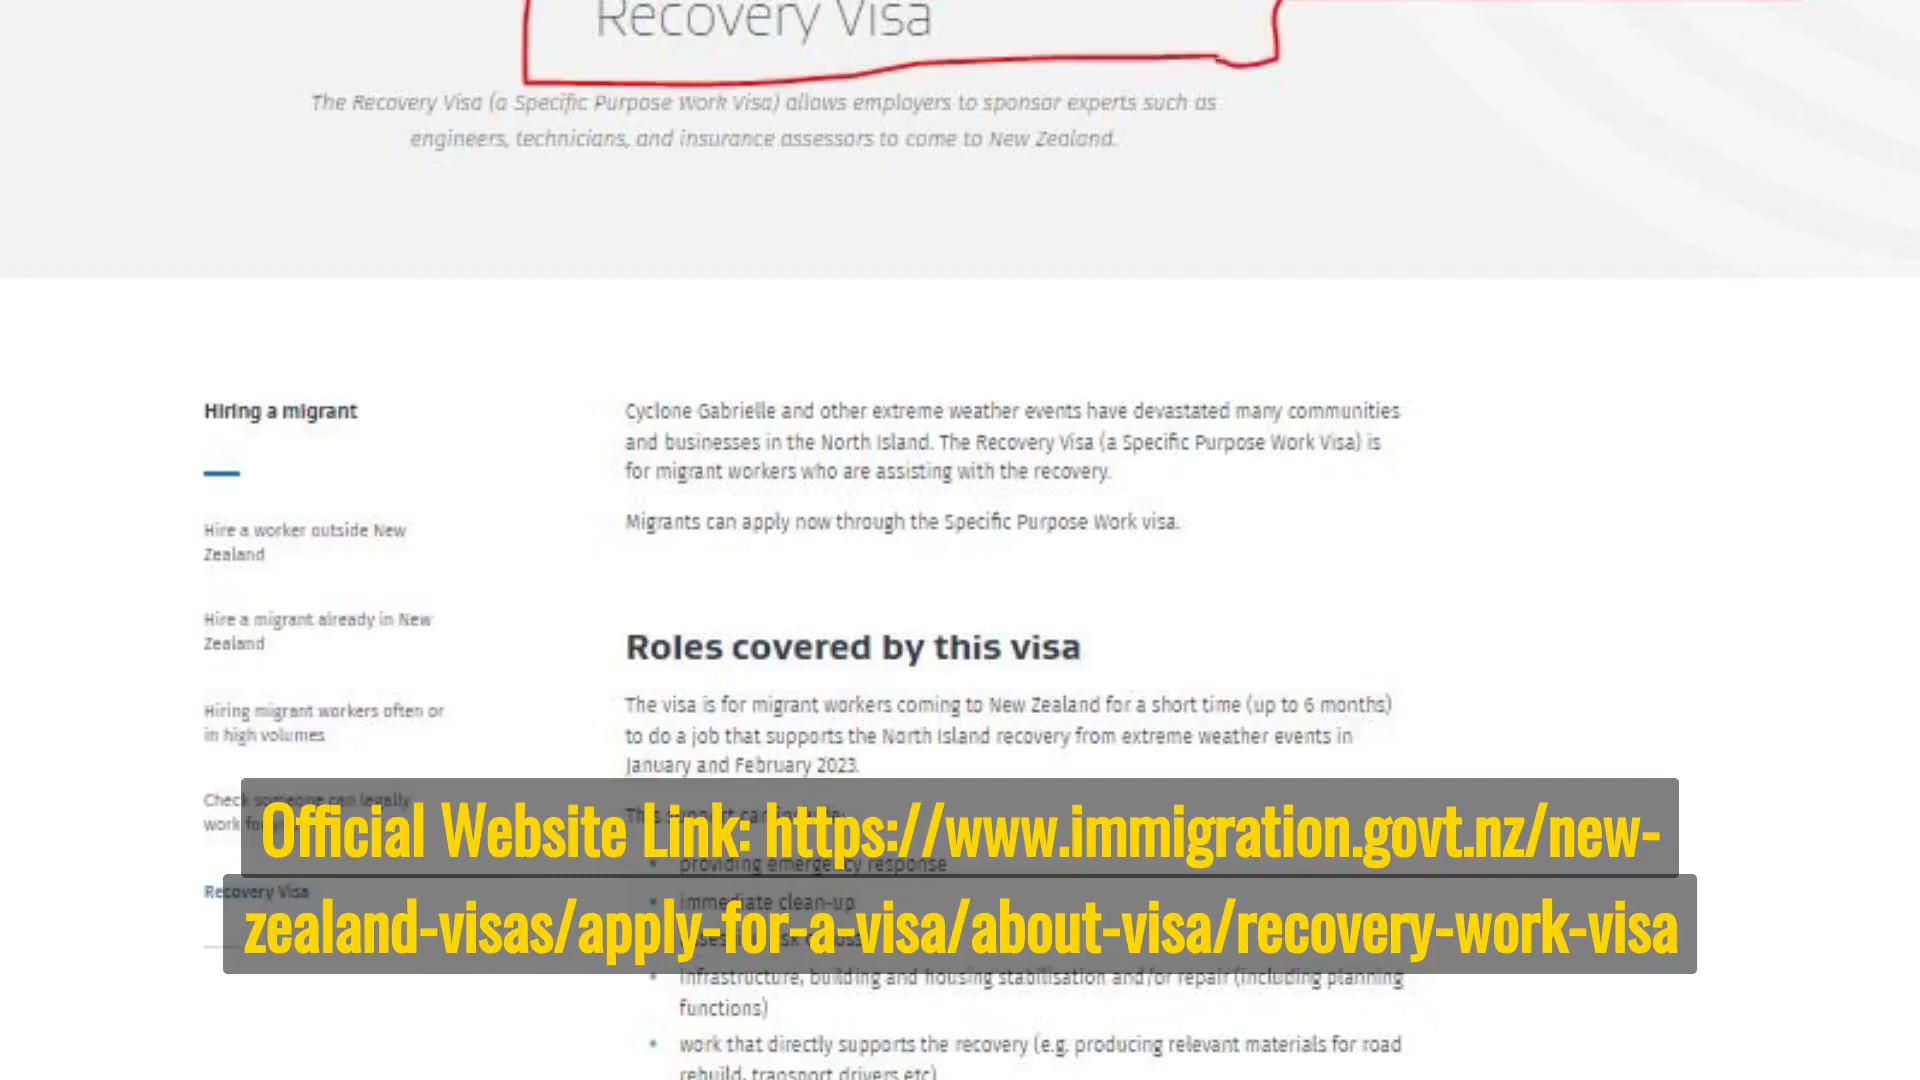 Recovery Visa
The Recovery Visa (a Specific Purpose Work Visa) allows employers to sponsor experts such as
engineers, technicians, and insurance assessors to come to New Zealand.
Hiring a migrant
Hire a worker outside New
Zealand
Hire a migrant already in New
Zealand
Hiring migrant workers often or
in high volumes
Check someone can legally
work for you
Recovery Visa
Cyclone Gabrielle and other extreme weather events have devastated many communities
and businesses in the North Island. The Recovery Visa (a Specific Purpose Work Visa) is
for migrant workers who are assisting with the recovery.
Migrants can apply now through the Specific Purpose Work visa.
Roles covered by this visa
The visa is for migrant workers coming to New Zealand for a short time (up to 6 months)
to do a job that supports the North Island recovery from extreme weather events in
January and February 2023.
This support can include:
• providing emergency response
• immediate clean-up
• infrastructure, building and housing stabilisation and/or repair (including planning
functions)
• work that directly supports the recovery (e.g. producing relevant materials for road
rebuild, transport drivers etc)
Official Website Link: https://www.immigration.govt.nz/new-
zealand-visas/apply-for-a-visa/about-visa/recovery-work-visa